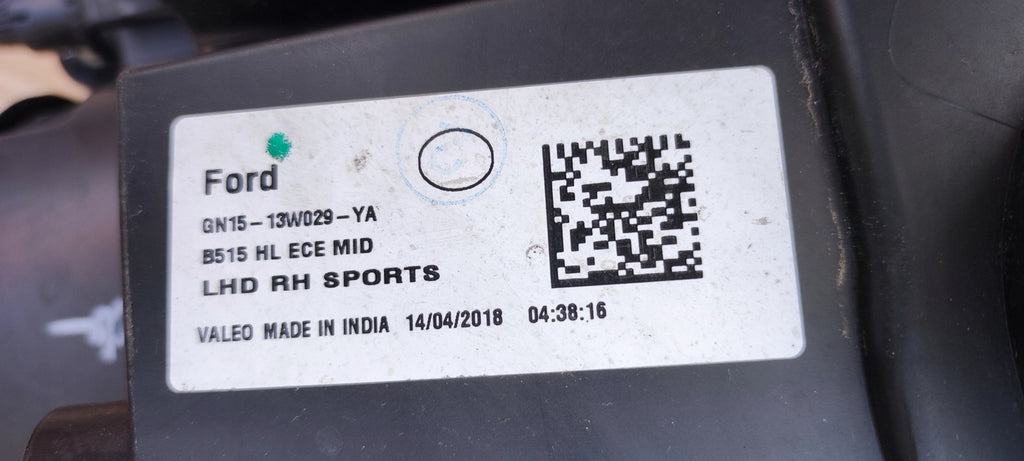 Ford
GN15-13W029-YA
B515 HL ECE MID
LHD RH SPORTS
VALEO MADE IN INDIA 14/04/2018 04:38:16